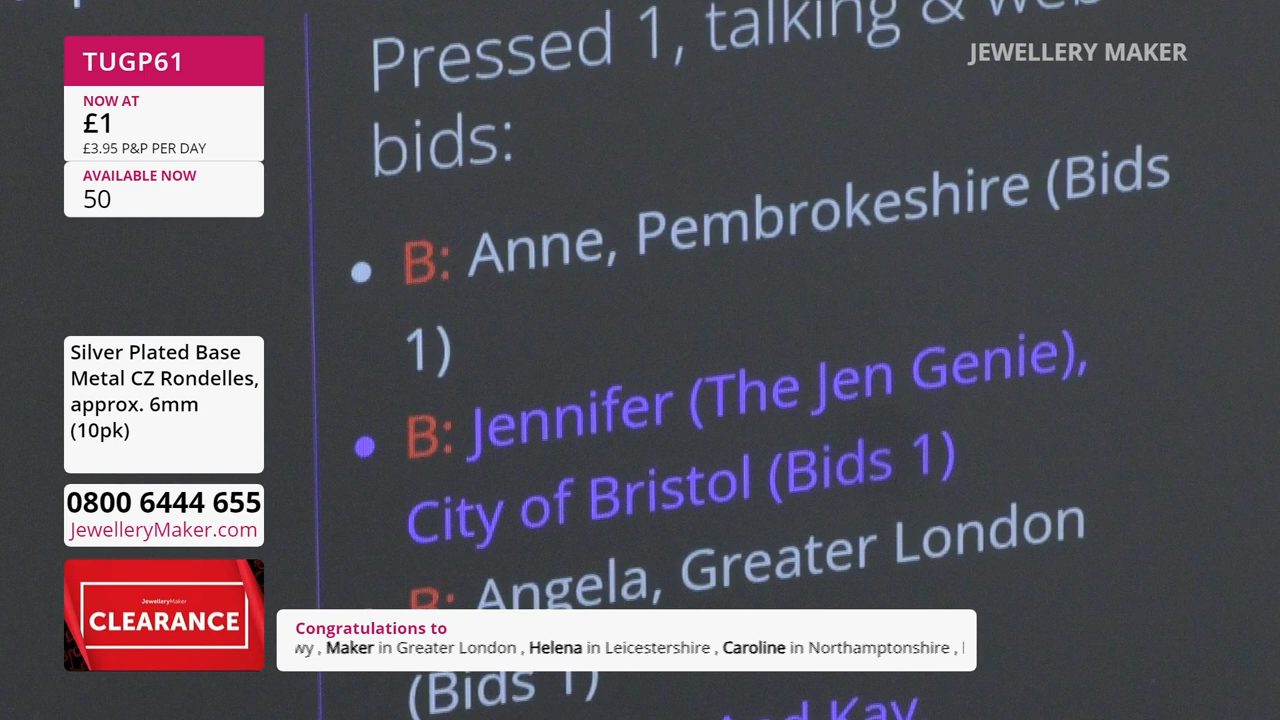 TUGP61
NOW AT
£1
£3.95 P&P PER DAY
AVAILABLE NOW
50
Silver Plated Base
Metal CZ Rondelles,
approx. 6mm
(10pk)
0800 6444 655
JewelleryMaker.com
JewelleryMaker
CLEARANCE
JEWELLERY MAKER
Pressed 1, talking & web
bids:
• B: Anne, Pembrokeshire (Bids
1)
• B: Jennifer (The Jen Genie),
City of Bristol (Bids 1)
B: Angela, Greater London
(Bids 1)
Kay
Congratulations to
wy , Maker in Greater London , Helena in Leicestershire , Caroline in Northamptonshire ,